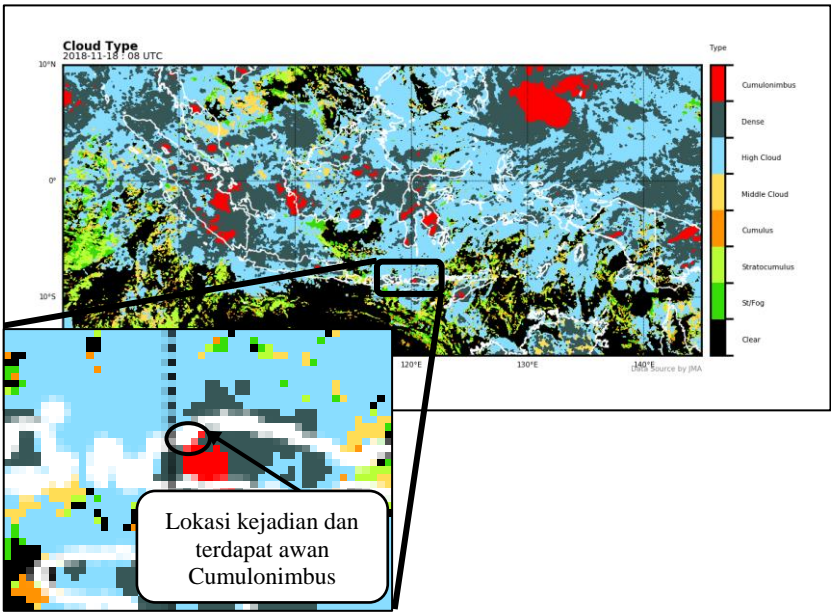 Cloud Type
2018-11-18 : 08 UTC
Type
10°N
0°
10°S
120°E
130°E
140°E
Cumulonimbus
Dense
High Cloud
Middle Cloud
Cumulus
Stratocumulus
St/Fog
Clear
Data Source by JMA
Lokasi kejadian dan
terdapat awan
Cumulonimbus